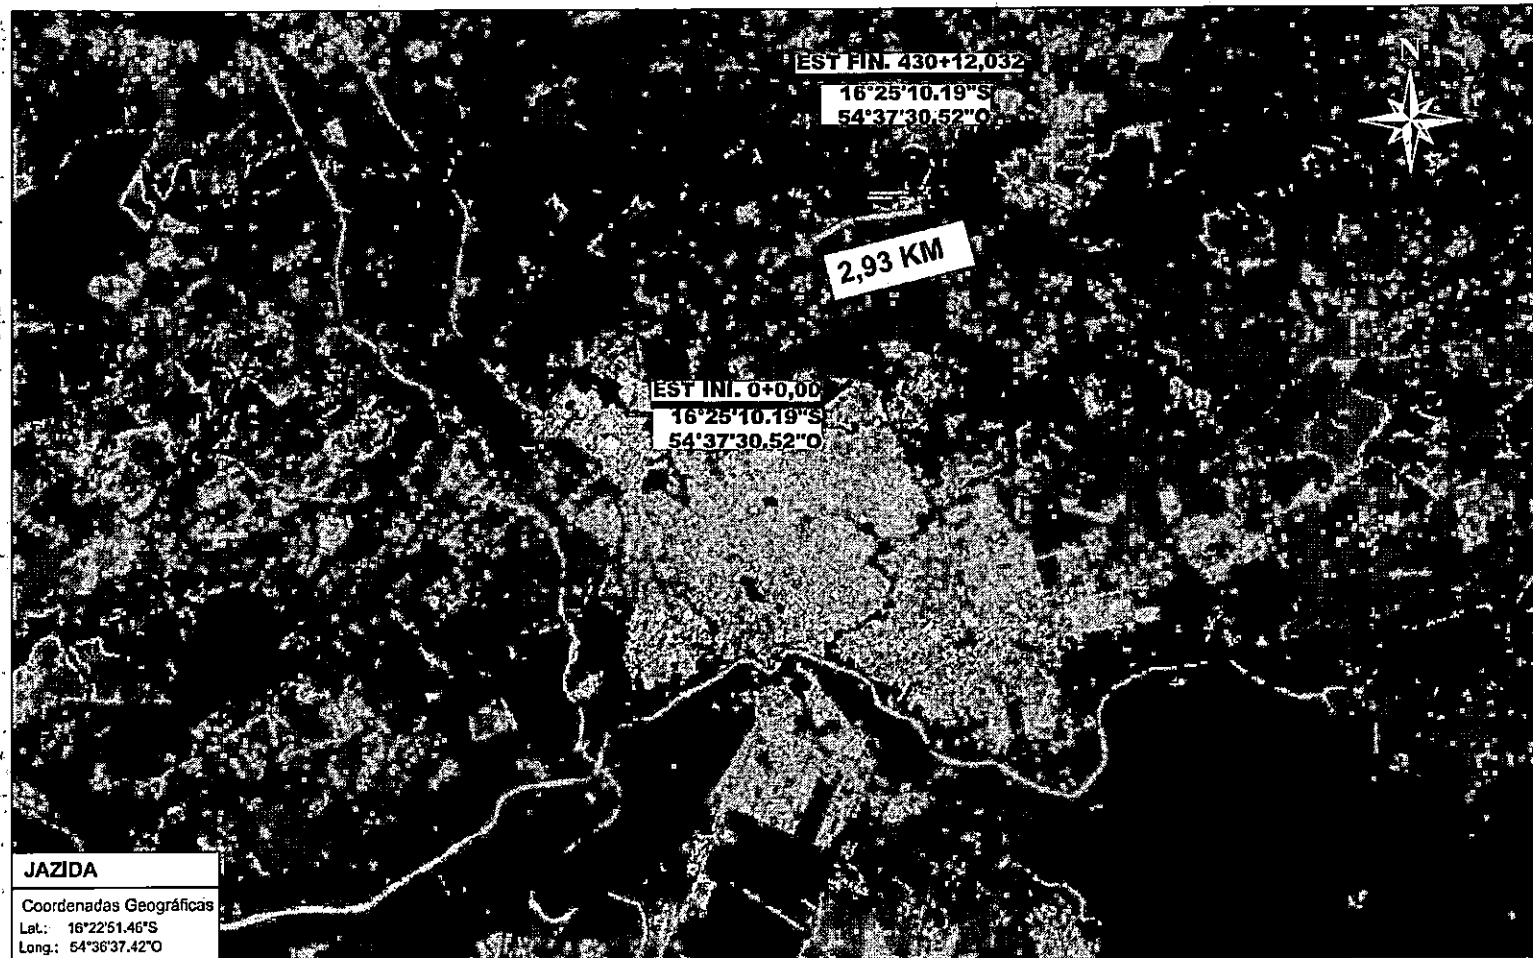 N
EST FIN. 430+12,032
16°25'10.19"S
54°37'30.52"O
2,93 KM
EST INI. 0+0,00
16°25'10.19"S
54°37'30.52"O
JAZIDA
Coordenadas Geográficas
Lat.: 16°22'51.46"S
Long.: 54°36'37.42"O